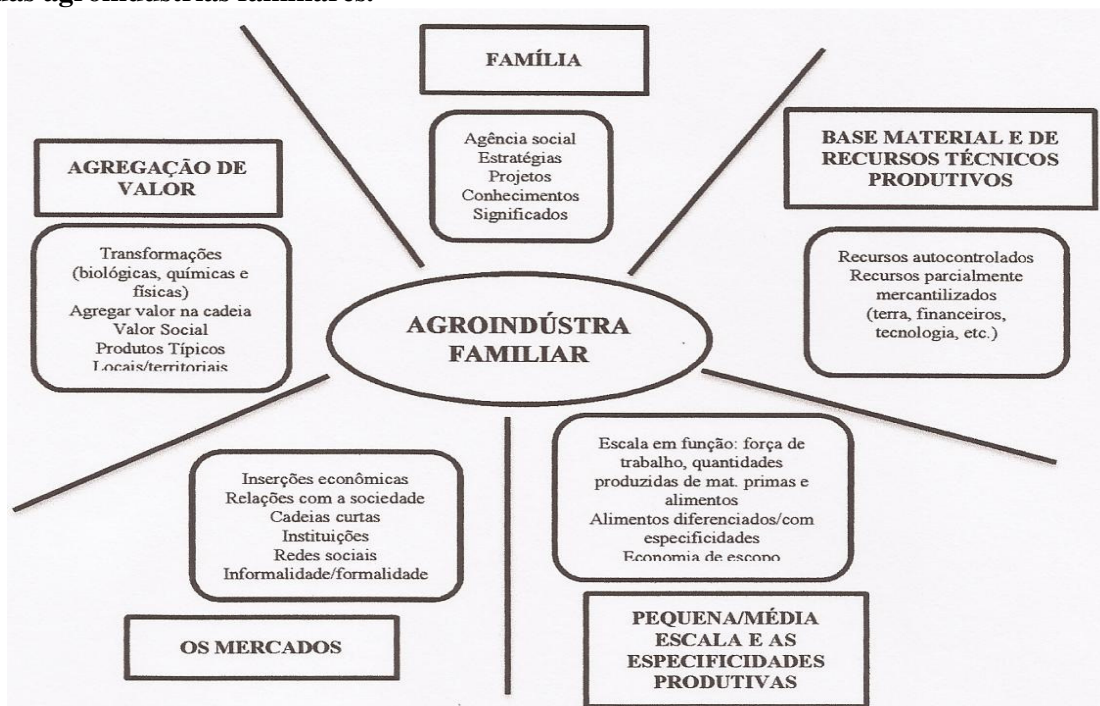 das agroindústrias familiares.
FAMÍLIA
Agência social
Estratégias
Projetos
Conhecimentos
Significados
BASE MATERIAL E DE
RECURSOS TÉCNICOS
PRODUTIVOS
Recursos autocontrolados
Recursos parcialmente
mercantilizados
(terra, financeiros,
tecnologia, etc.)
AGREGAÇÃO DE
VALOR
Transformações
(biológicas, químicas e
físicas)
Agregar valor na cadeia
Valor Social
Produtos Típicos
Locais/territoriais
AGROINDÚSTRA
FAMILIAR
Inserções econômicas
Relações com a sociedade
Cadeias curtas
Instituições
Redes sociais
Informalidade/formalidade
OS MERCADOS
Escala em função: força de
trabalho, quantidades
produzidas de mat. primas e
alimentos
Alimentos diferenciados/com
especificidades
Economia de escopo
PEQUENA/MÉDIA
ESCALA E AS
ESPECIFICIDADES
PRODUTIVAS